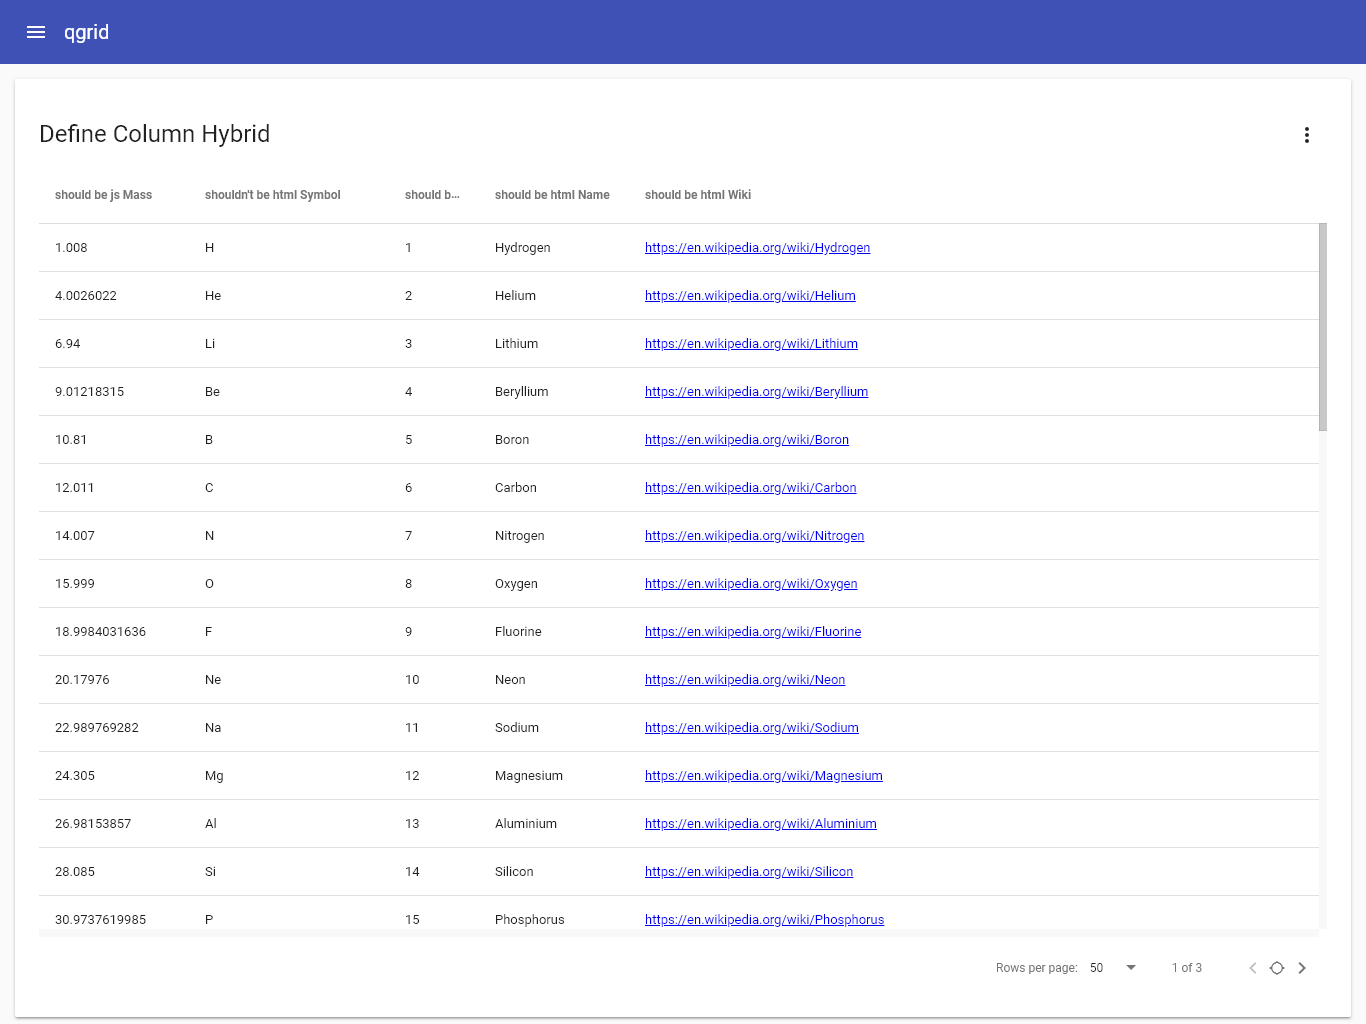 qgrid
Define Column Hybrid
should be js Mass shouldn't be html Symbol should b... should be html Name should be html Wiki
1.008 H 1 Hydrogen https://en.wikipedia.org/wiki/Hydrogen
4.0026022 He 2 Helium https://en.wikipedia.org/wiki/Helium
6.94 Li 3 Lithium https://en.wikipedia.org/wiki/Lithium
9.01218315 Be 4 Beryllium https://en.wikipedia.org/wiki/Beryllium
10.81 B 5 Boron https://en.wikipedia.org/wiki/Boron
12.011 C 6 Carbon https://en.wikipedia.org/wiki/Carbon
14.007 N 7 Nitrogen https://en.wikipedia.org/wiki/Nitrogen
15.999 O 8 Oxygen https://en.wikipedia.org/wiki/Oxygen
18.9984031636 F 9 Fluorine https://en.wikipedia.org/wiki/Fluorine
20.17976 Ne 10 Neon https://en.wikipedia.org/wiki/Neon
22.989769282 Na 11 Sodium https://en.wikipedia.org/wiki/Sodium
24.305 Mg 12 Magnesium https://en.wikipedia.org/wiki/Magnesium
26.98153857 Al 13 Aluminium https://en.wikipedia.org/wiki/Aluminium
28.085 Si 14 Silicon https://en.wikipedia.org/wiki/Silicon
30.9737619985 P 15 Phosphorus https://en.wikipedia.org/wiki/Phosphorus
Rows per page: 50 1 of 3